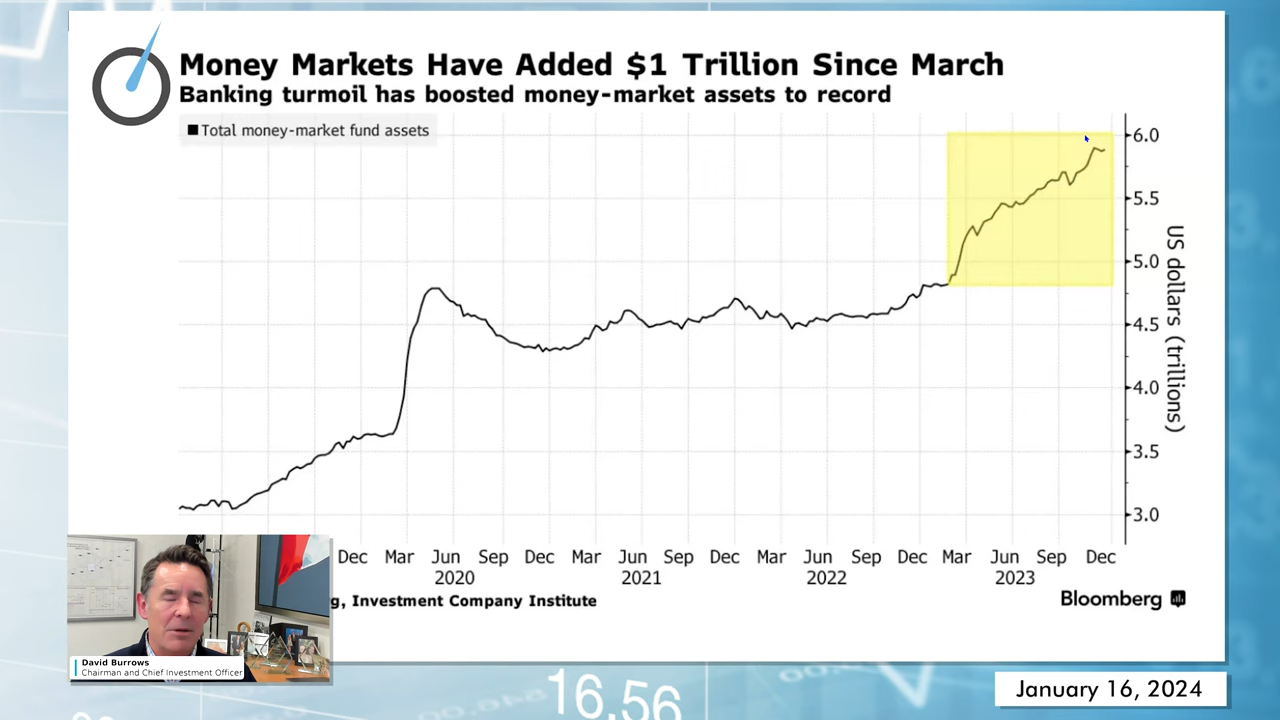 Money Markets Have Added $1 Trillion Since March
Banking turmoil has boosted money-market assets to record
Total money-market fund assets
6.0
5.5
5.0
4.5
4.0
3.5
3.0
US dollars (trillions)
Dec Mar Jun Sep Dec Mar Jun Sep Dec Mar Jun Sep Dec Mar Jun Sep Dec
2020 2021 2022 2023
g, Investment Company Institute
Bloomberg
David Burrows
Chairman and Chief Investment Officer
16.56
January 16, 2024